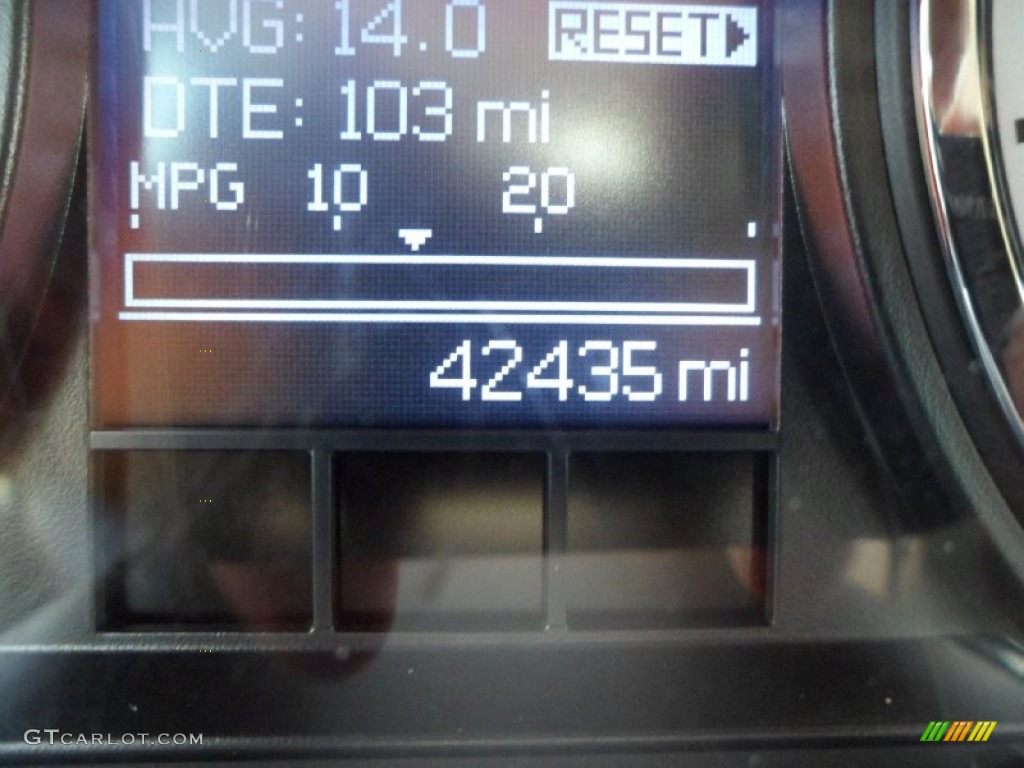 AVG: 14.0 RESET
DTE: 103 mi
MPG 10 20
42435 mi
GTCARLOT.COM